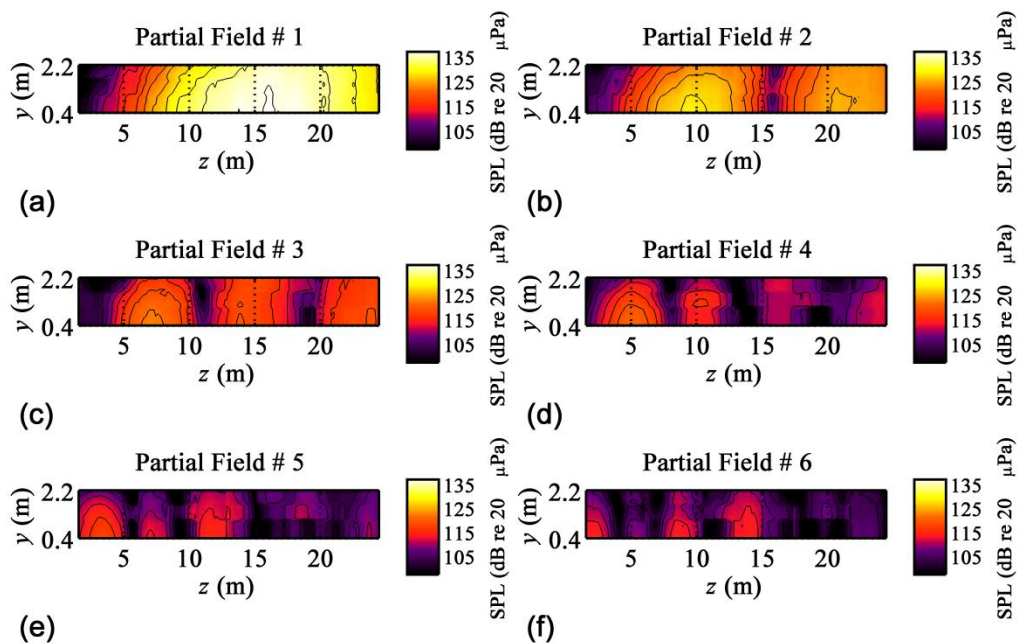 Partial Field # 1
2.2
0.4
y (m)
5 10 15 20
z (m)
135
125
115
105
SPL (dB re 20 µPa)
(a)
Partial Field # 2
2.2
0.4
y (m)
5 10 15 20
z (m)
135
125
115
105
SPL (dB re 20 µPa)
(b)
Partial Field # 3
2.2
0.4
y (m)
5 10 15 20
z (m)
135
125
115
105
SPL (dB re 20 µPa)
(c)
Partial Field # 4
2.2
0.4
y (m)
5 10 15 20
z (m)
135
125
115
105
SPL (dB re 20 µPa)
(d)
Partial Field # 5
2.2
0.4
y (m)
5 10 15 20
z (m)
135
125
115
105
SPL (dB re 20 µPa)
(e)
Partial Field # 6
2.2
0.4
y (m)
5 10 15 20
z (m)
135
125
115
105
SPL (dB re 20 µPa)
(f)